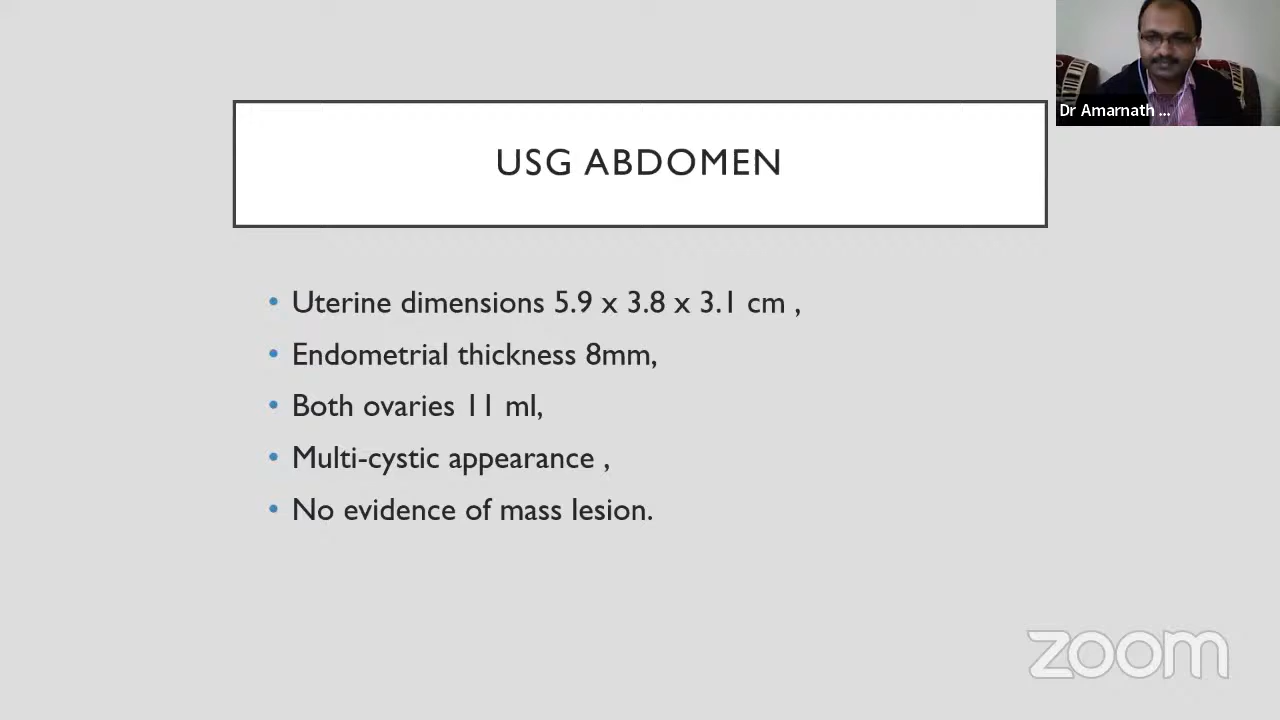 Dr Amarnath ...
USG ABDOMEN
• Uterine dimensions 5.9 x 3.8 x 3.1 cm ,
• Endometrial thickness 8mm,
• Both ovaries 11 ml,
• Multi-cystic appearance ,
• No evidence of mass lesion.
zoom